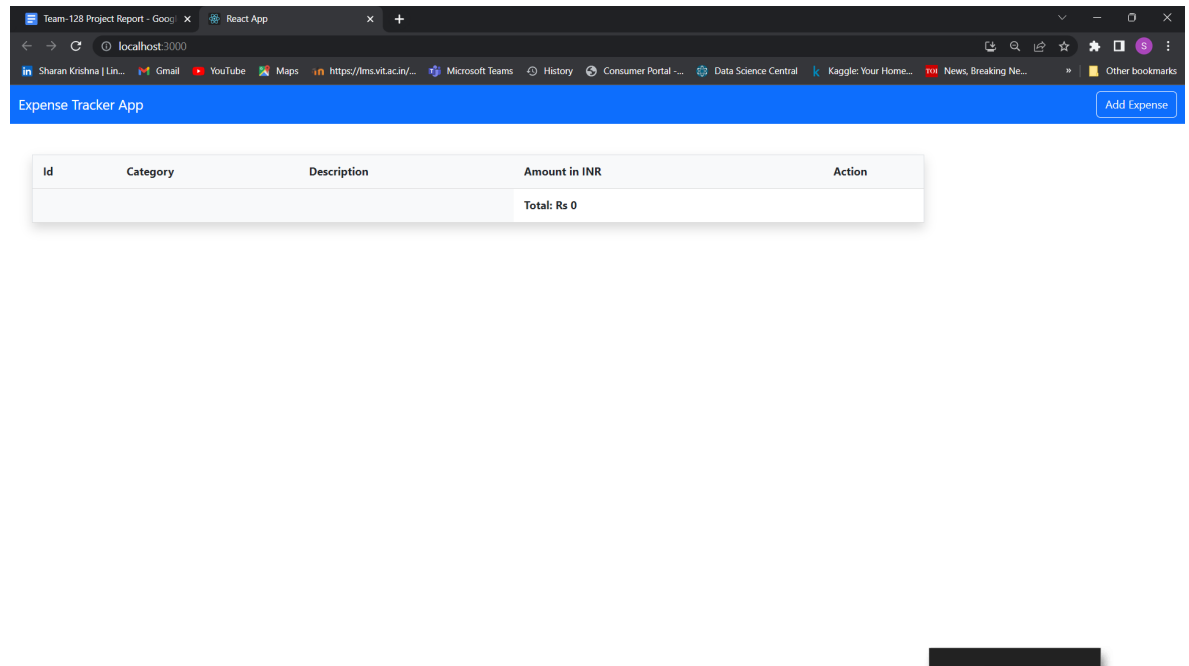 Team-128 Project Report - Goog
React App
localhost:3000
Sharan Krishna | Lin... Gmail YouTube Maps https://lms.vit.ac.in/... Microsoft Teams History Consumer Portal -... Data Science Central Kaggle: Your Home... TOI News, Breaking Ne... » Other bookmarks
S
Expense Tracker App Add Expense
Id Category Description Amount in INR Action
Total: Rs 0